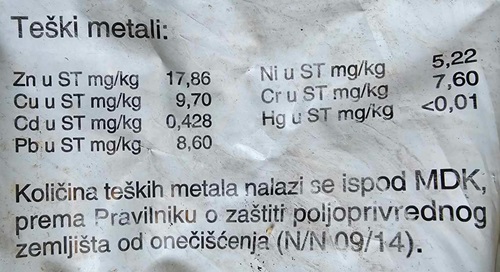 Teški metali:
Zn u ST mg/kg 17,86 Ni u ST mg/kg 5,22
Cu u ST mg/kg 9,70 Cr u ST mg/kg 7,60
Cd u ST mg/kg 0,428 Hg u ST mg/kg <0,01
Pb u ST mg/kg 8,60
Količina teških metala nalazi se ispod MDK,
prema Pravilniku o zaštiti poljoprivrednog
zemljišta od onečišćenja (N/N 09/14).